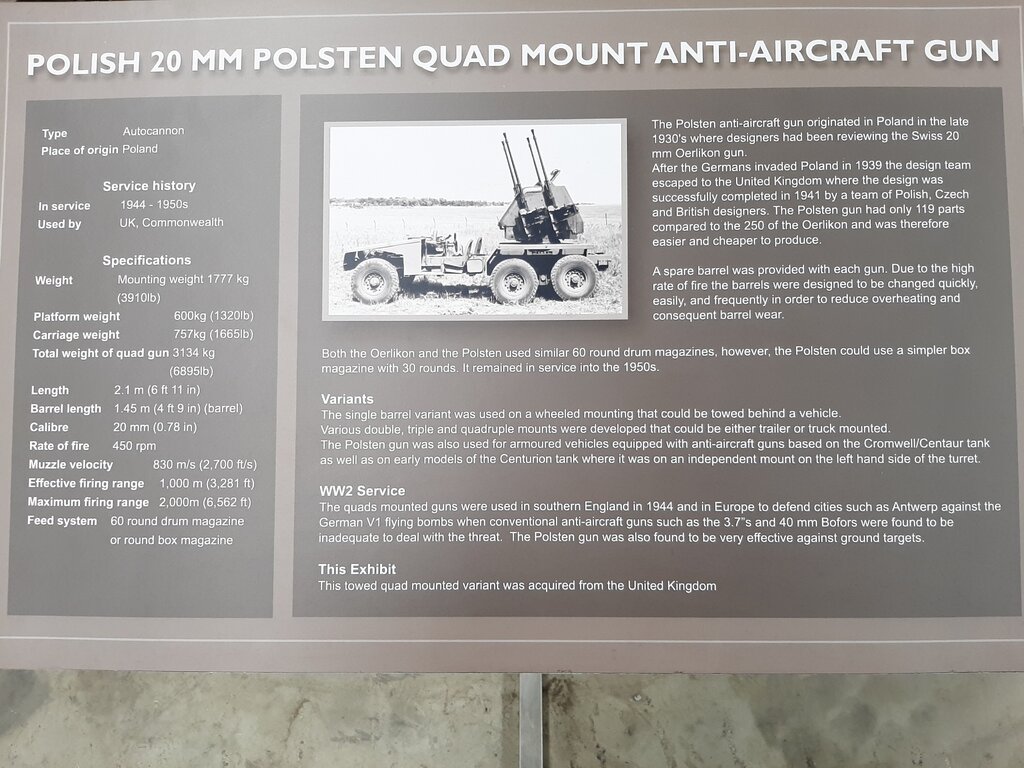 POLISH 20 MM POLSTEN QUAD MOUNT ANTI-AIRCRAFT GUN
Type Autocannon
Place of origin Poland
Service history
In service 1944 - 1950s
Used by UK, Commonwealth
Specifications
Weight Mounting weight 1777 kg
(3910lb)
Platform weight 600kg (1320lb)
Carriage weight 757kg (1665lb)
Total weight of quad gun 3134 kg
(6895lb)
Length 2.1 m (6 ft 11 in)
Barrel length 1.45 m (4 ft 9 in) (barrel)
Calibre 20 mm (0.78 in)
Rate of fire 450 rpm
Muzzle velocity 830 m/s (2,700 ft/s)
Effective firing range 1,000 m (3,281 ft)
Maximum firing range 2,000m (6,562 ft)
Feed system 60 round drum magazine
or round box magazine
The Polsten anti-aircraft gun originated in Poland in the late
1930's where designers had been reviewing the Swiss 20
mm Oerlikon gun.
After the Germans invaded Poland in 1939 the design team
escaped to the United Kingdom where the design was
successfully completed in 1941 by a team of Polish, Czech
and British designers. The Polsten gun had only 119 parts
compared to the 250 of the Oerlikon and was therefore
easier and cheaper to produce.
A spare barrel was provided with each gun. Due to the high
rate of fire the barrels were designed to be changed quickly,
easily, and frequently in order to reduce overheating and
consequent barrel wear.
Both the Oerlikon and the Polsten used similar 60 round drum magazines, however, the Polsten could use a simpler box
magazine with 30 rounds. It remained in service into the 1950s.
Variants
The single barrel variant was used on a wheeled mounting that could be towed behind a vehicle.
Various double, triple and quadruple mounts were developed that could be either trailer or truck mounted.
The Polsten gun was also used for armoured vehicles equipped with anti-aircraft guns based on the Cromwell/Centaur tank
as well as on early models of the Centurion tank where it was on an independent mount on the left hand side of the turret.
WW2 Service
The quads mounted guns were used in southern England in 1944 and in Europe to defend cities such as Antwerp against the
German V1 flying bombs when conventional anti-aircraft guns such as the 3.7"s and 40 mm Bofors were found to be
inadequate to deal with the threat. The Polsten gun was also found to be very effective against ground targets.
This Exhibit
This towed quad mounted variant was acquired from the United Kingdom